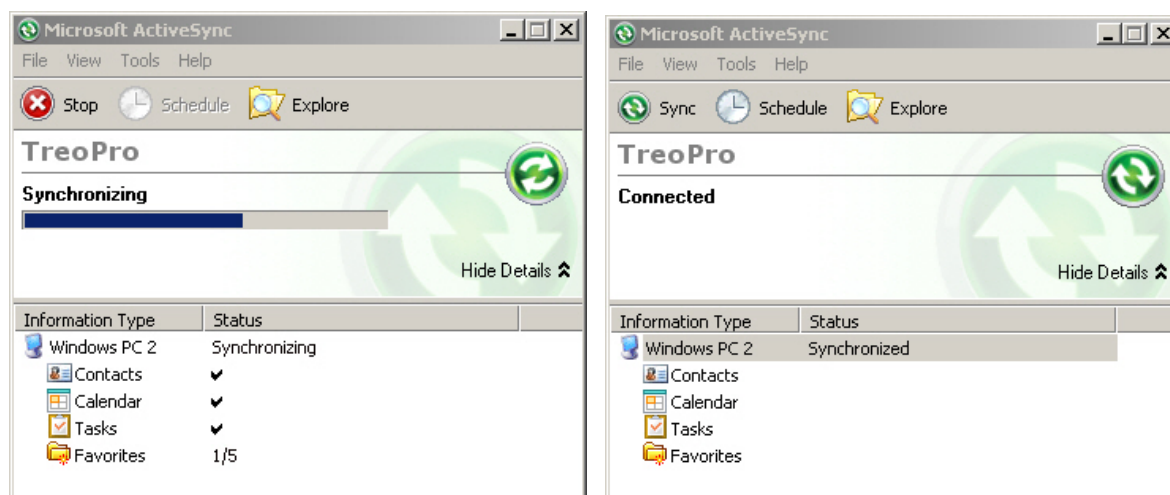 Microsoft ActiveSync
File View Tools Help
Stop Schedule Explore
TreoPro
Synchronizing
Hide Details
Information Type Status
Windows PC 2 Synchronizing
Contacts
Calendar
Tasks
Favorites 1/5
Microsoft ActiveSync
File View Tools Help
Sync Schedule Explore
TreoPro
Connected
Hide Details
Information Type Status
Windows PC 2 Synchronized
Contacts
Calendar
Tasks
Favorites